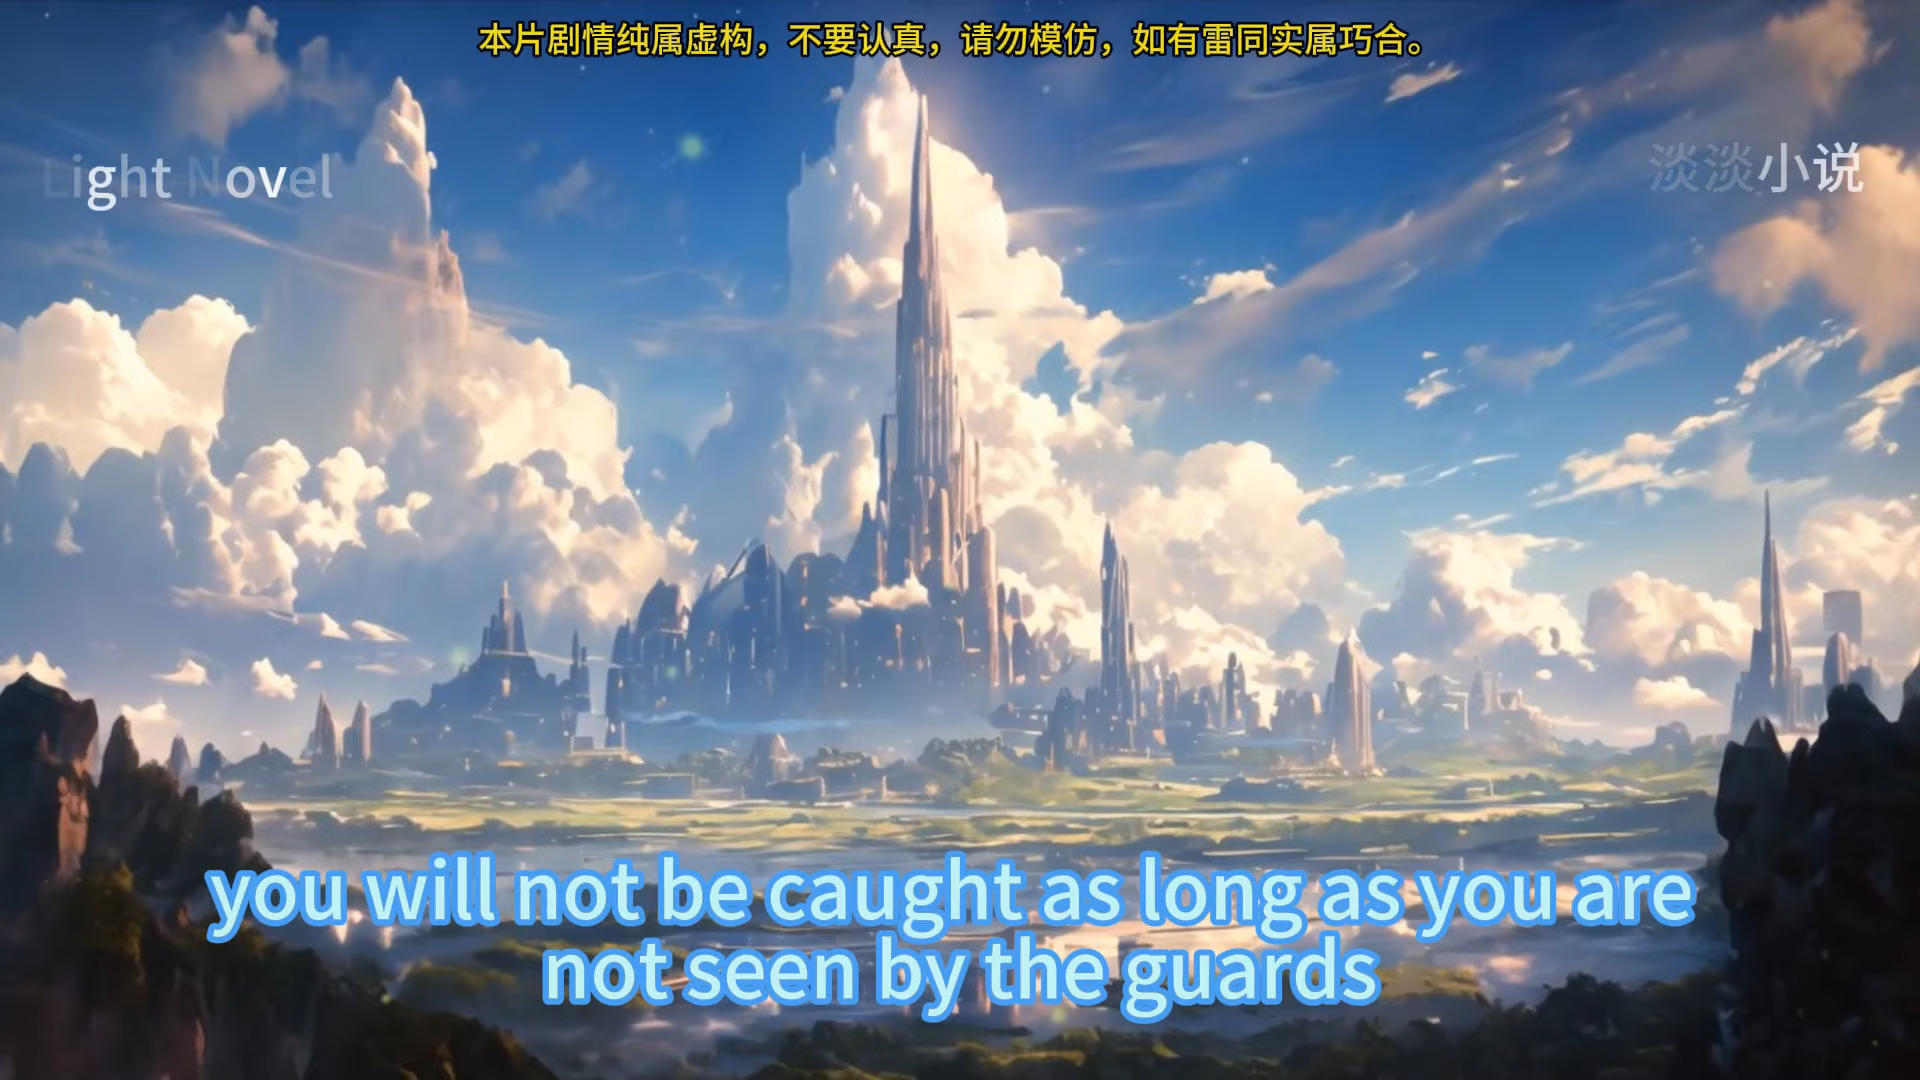 本片剧情纯属虚构，不要认真，请勿模仿，如有雷同实属巧合。
Light Novel
淡淡小说
you will not be caught as long as you are
not seen by the guards